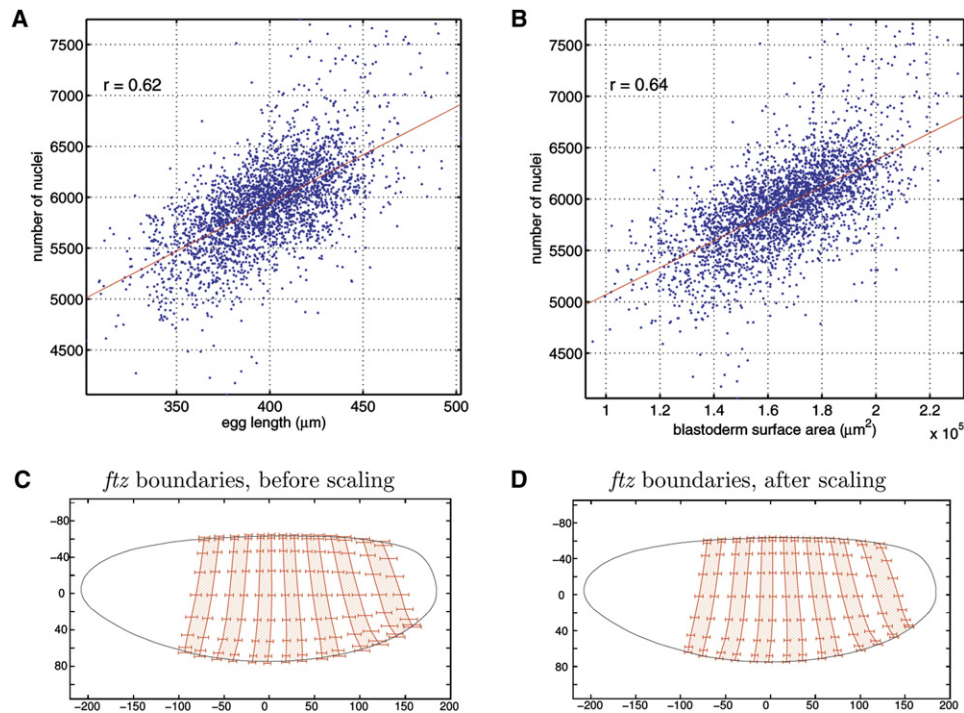 A
7500
7000
6500
6000
5500
5000
4500
number of nuclei
r = 0.62
350 400 450 500
egg length (μm)
B
7500
7000
6500
6000
5500
5000
4500
number of nuclei
r = 0.64
1 1.2 1.4 1.6 1.8 2 2.2
blastoderm surface area (μm²)
x 10⁵
C
ftz boundaries, before scaling
−80
−40
0
40
80
−200 −150 −100 −50 0 50 100 150 200
D
ftz boundaries, after scaling
−80
−40
0
40
80
−200 −150 −100 −50 0 50 100 150 200